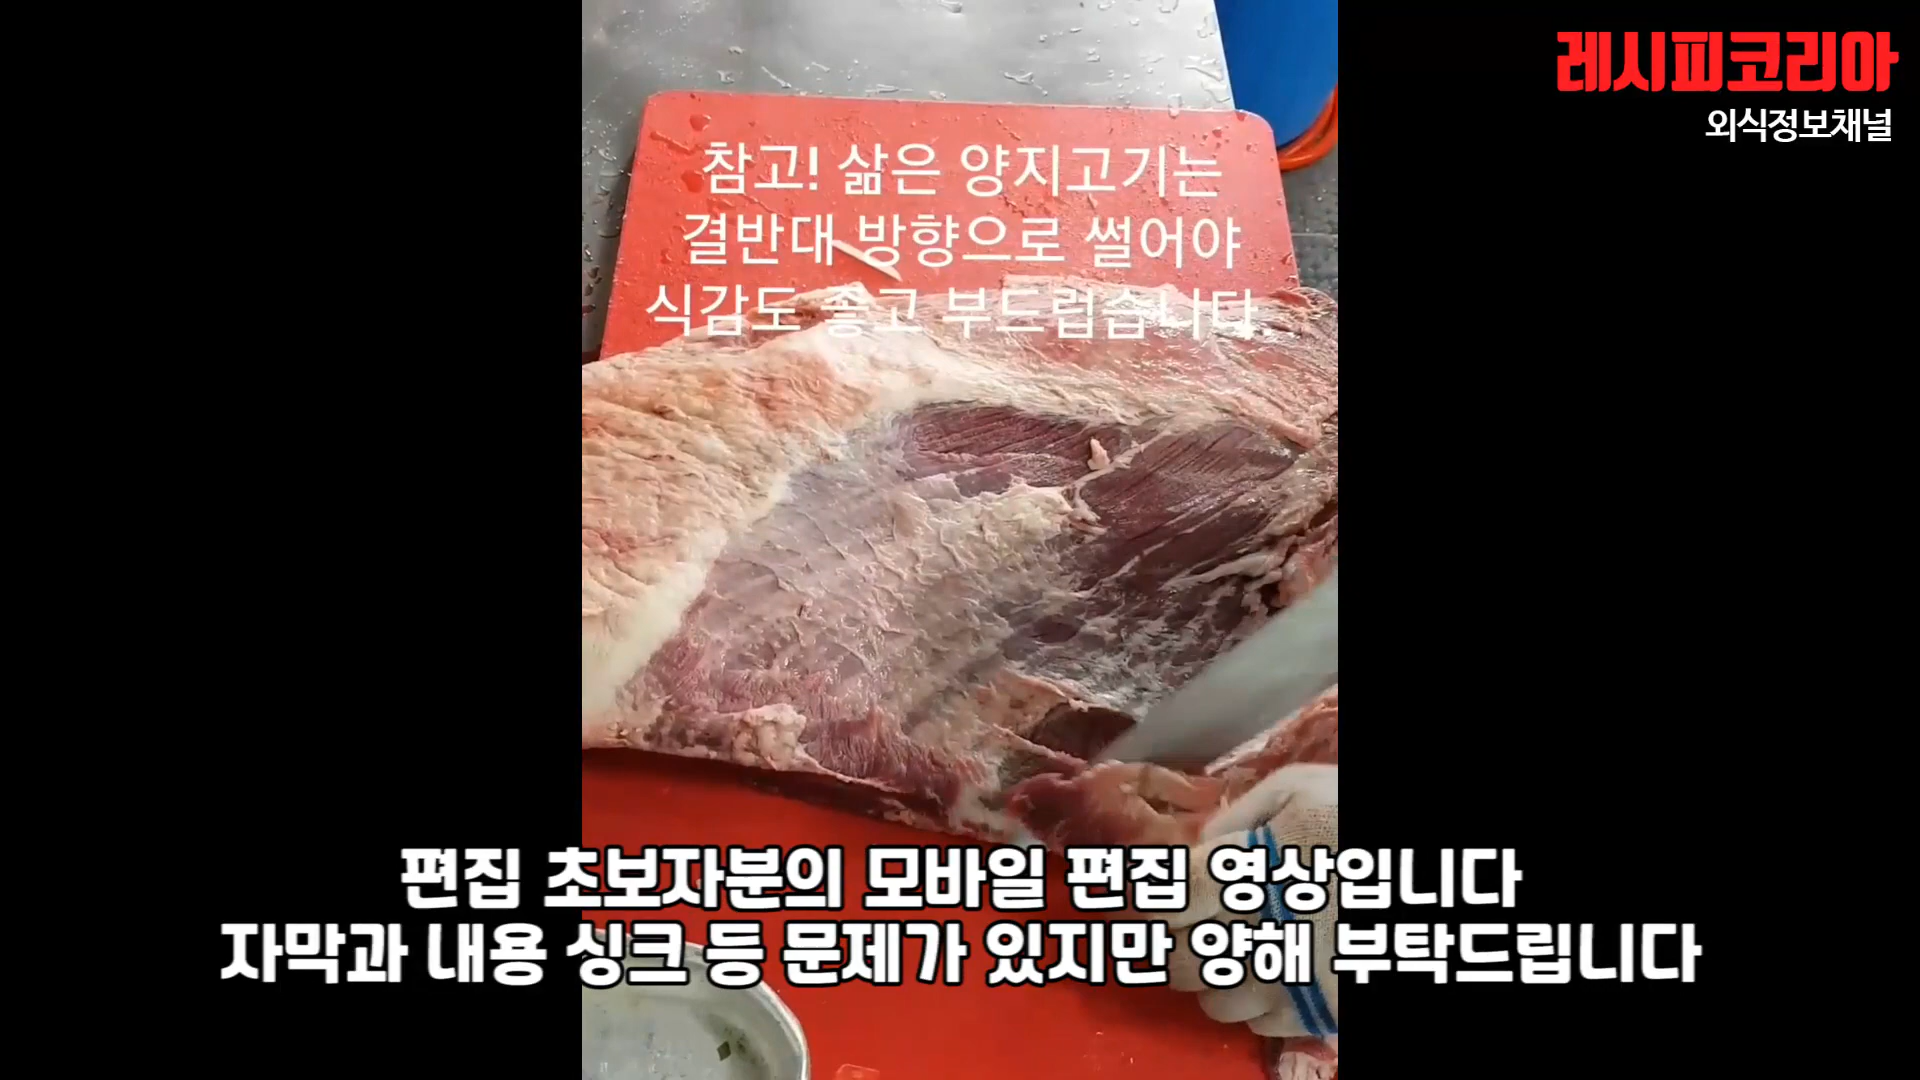 레시피코리아
외식정보채널
참고! 삶은 양지고기는
결반대 방향으로 썰어야
식감도 좋고 부드럽습니다.
편집 초보자분의 모바일 편집 영상입니다
자막과 내용 싱크 등 문제가 있지만 양해 부탁드립니다